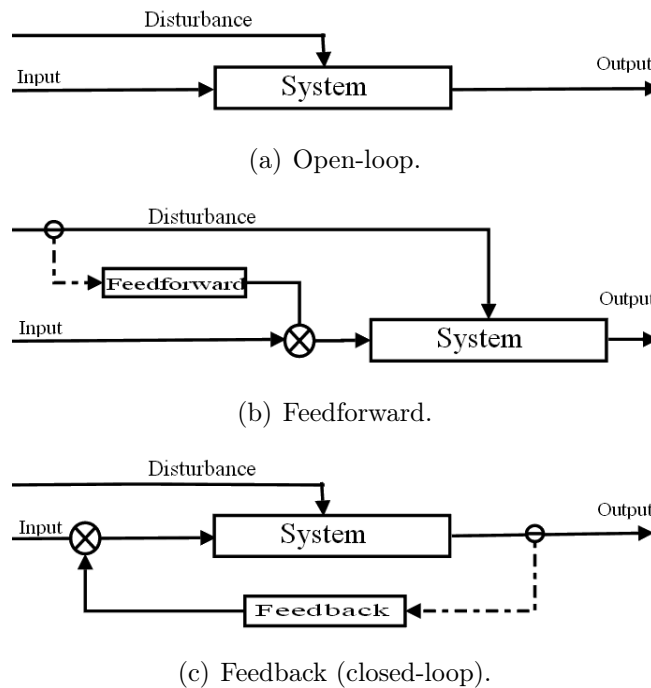 Disturbance
Input
System
Output
(a) Open-loop.
Disturbance
Feedforward
Input
System
Output
(b) Feedforward.
Disturbance
Input
System
Output
Feedback
(c) Feedback (closed-loop).